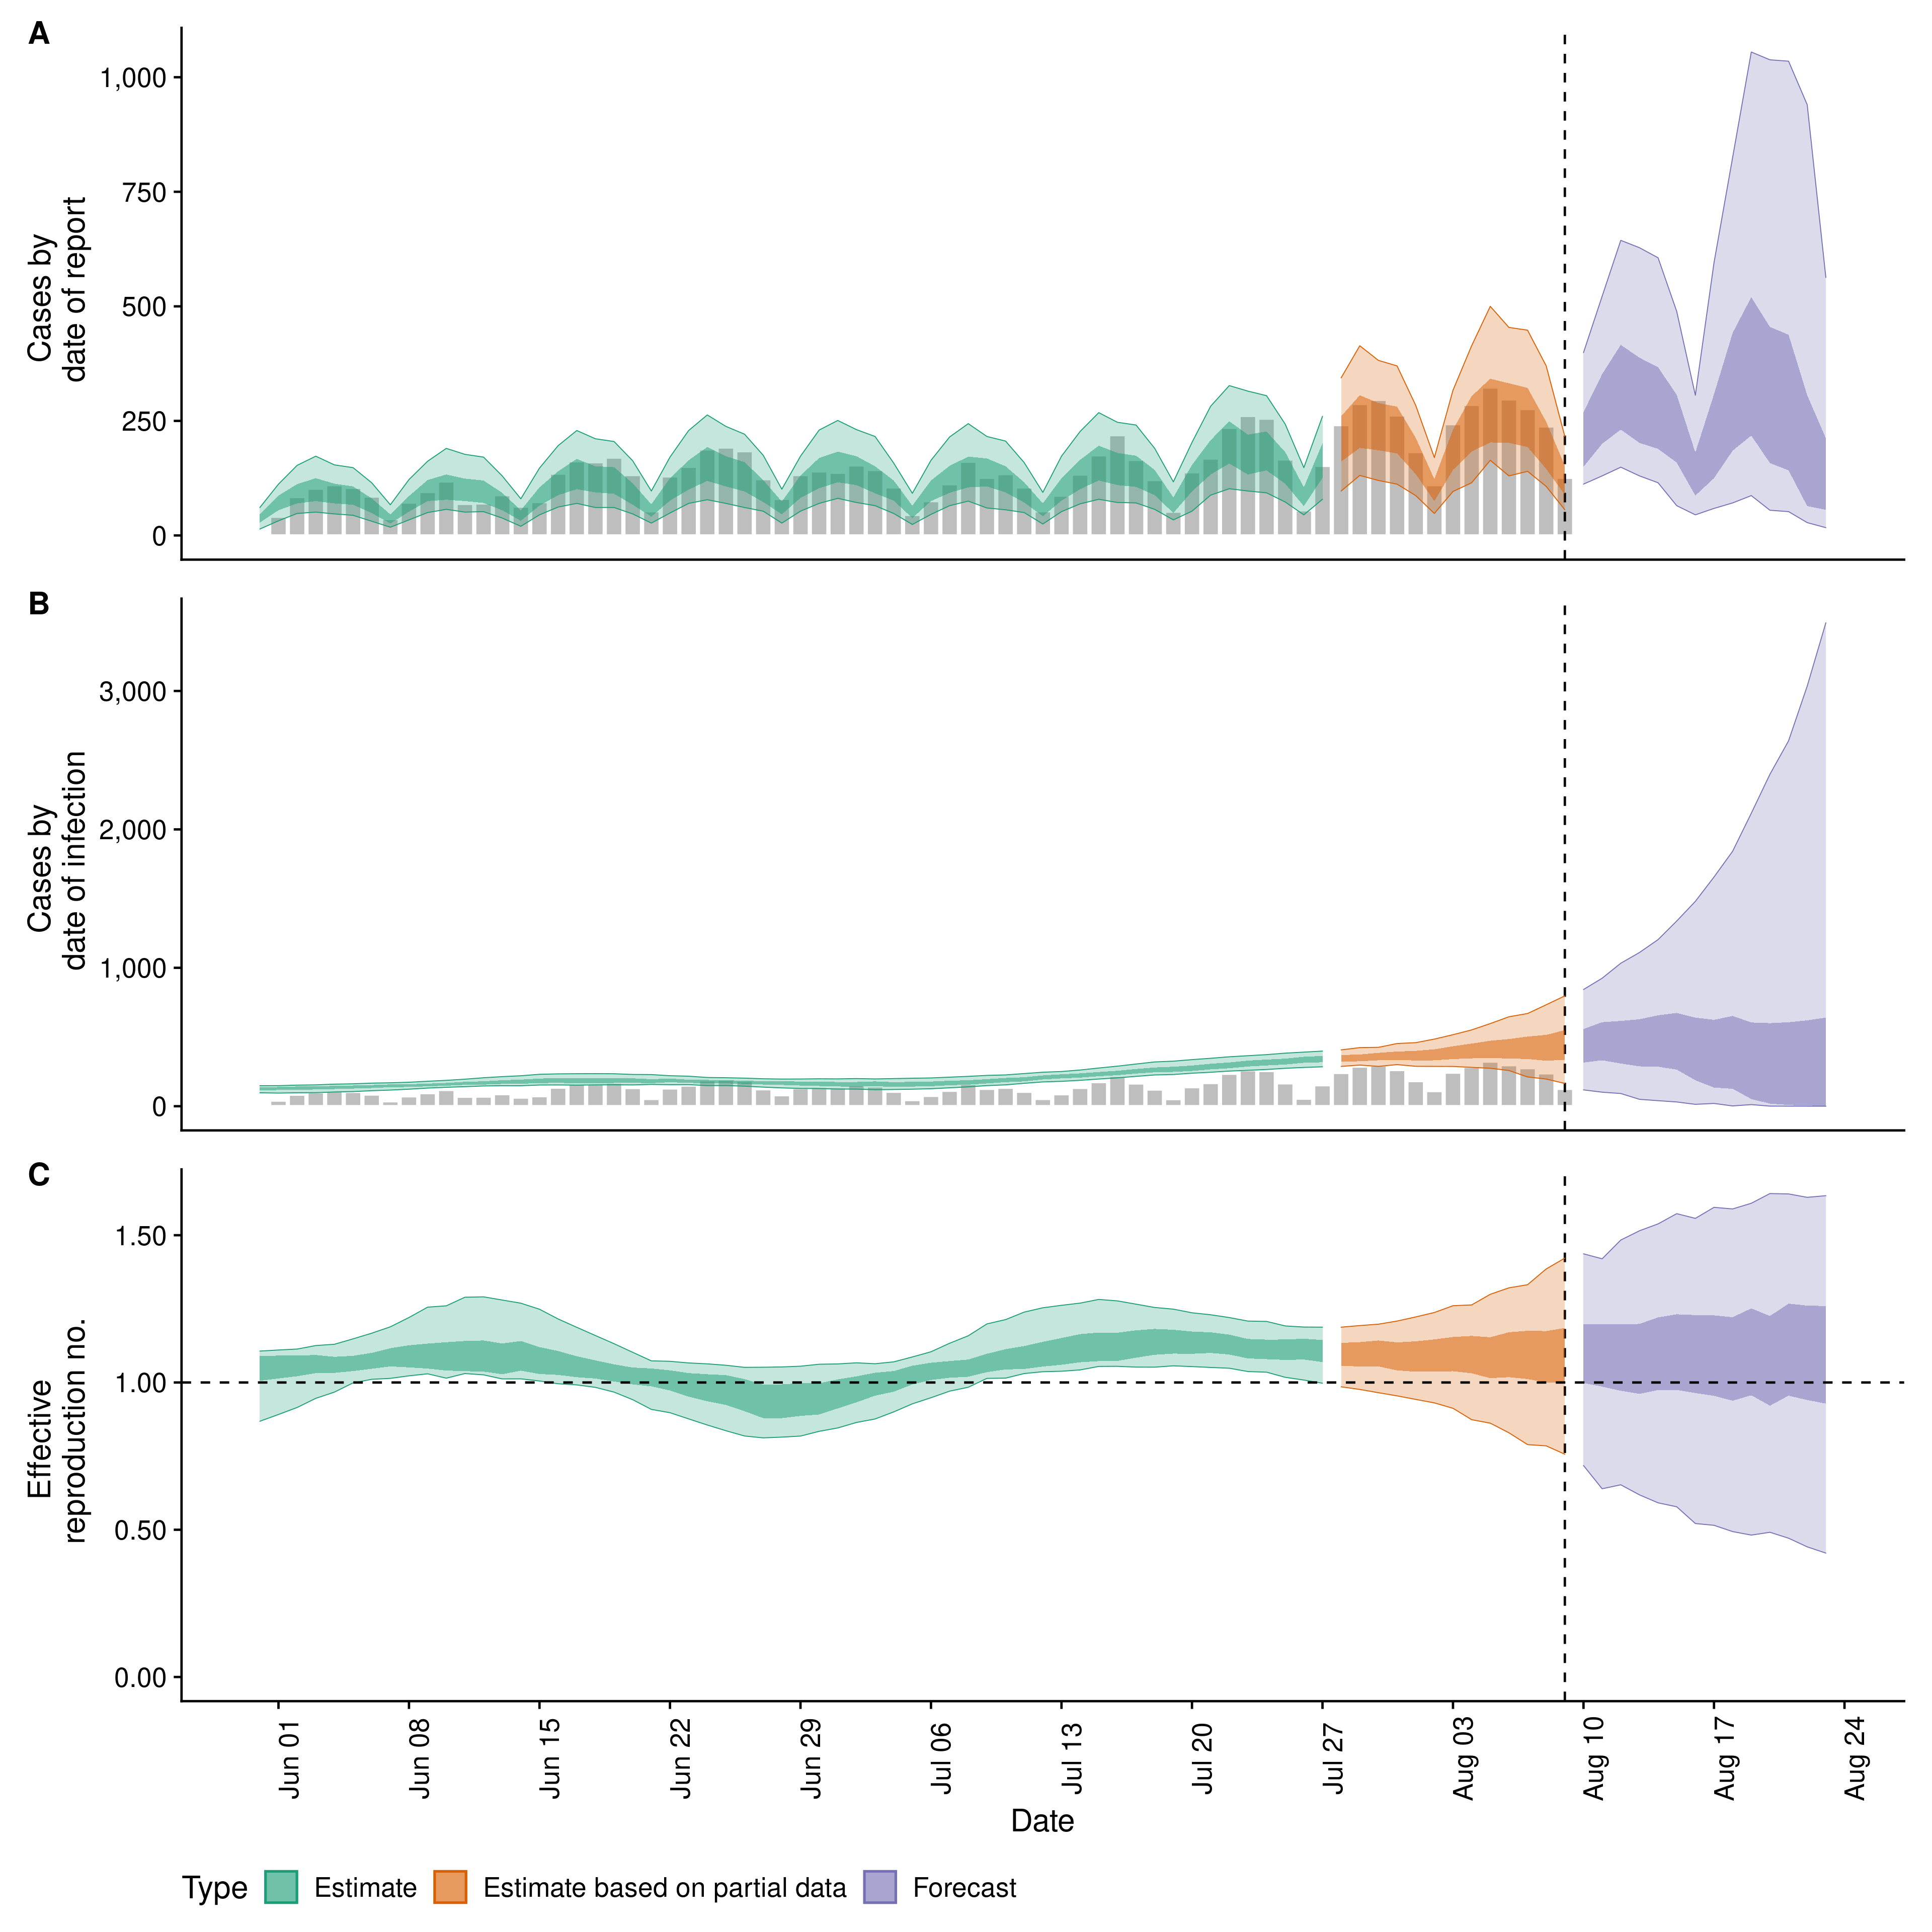 A
Cases by
date of report
1,000
750
500
250
0
B
Cases by
date of infection
3,000
2,000
1,000
0
C
Effective
reproduction no.
1.50
1.00
0.50
0.00
Jun 01
Jun 08
Jun 15
Jun 22
Jun 29
Jul 06
Jul 13
Jul 20
Jul 27
Aug 03
Aug 10
Aug 17
Aug 24
Date
Type Estimate Estimate based on partial data Forecast